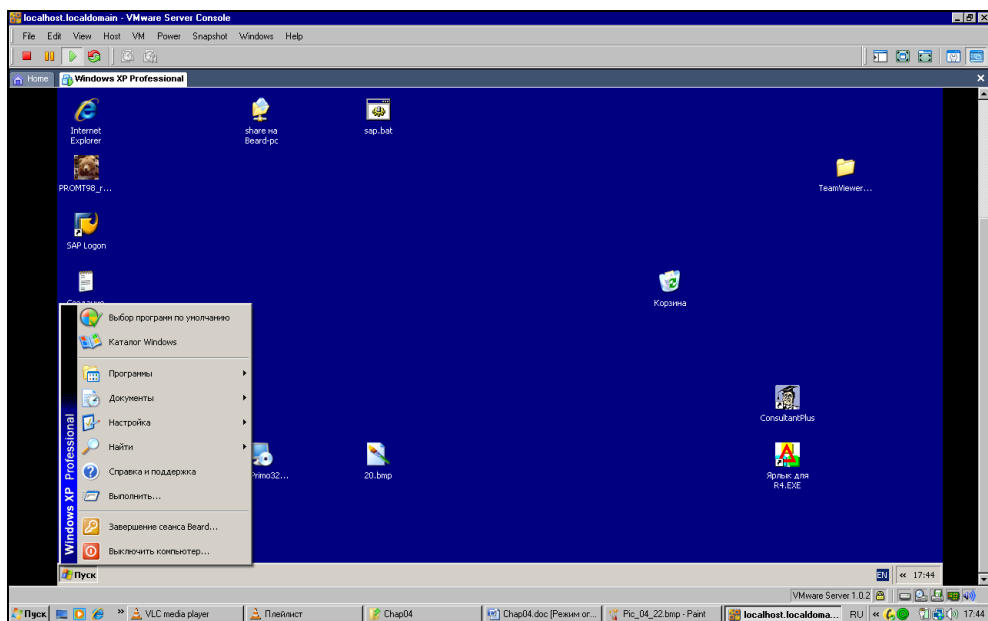 localhost.localdomain - VMware Server Console
File Edit View Host VM Power Snapshot Windows Help
Home Windows XP Professional
Internet Explorer
share на Beard-pc
sap.bat
PROMT98_r...
TeamViewer...
SAP Logon
Корзина
Выбор программ по умолчанию
Каталог Windows
Программы
Документы
ConsultantPlus
Настройка
Найти
Справка и поддержка
Primo32...
20.bmp
Ярлык для R4.EXE
Выполнить...
Завершение сеанса Beard...
Выключить компьютер...
Windows XP Professional
Пуск EN « 17:44
VMware Server 1.0.2
Пуск » VLC media player Плейлист Chap04 Chap04.doc [Режим ог... Pic_04_22.bmp - Paint localhost.localdoma... RU « 17:44